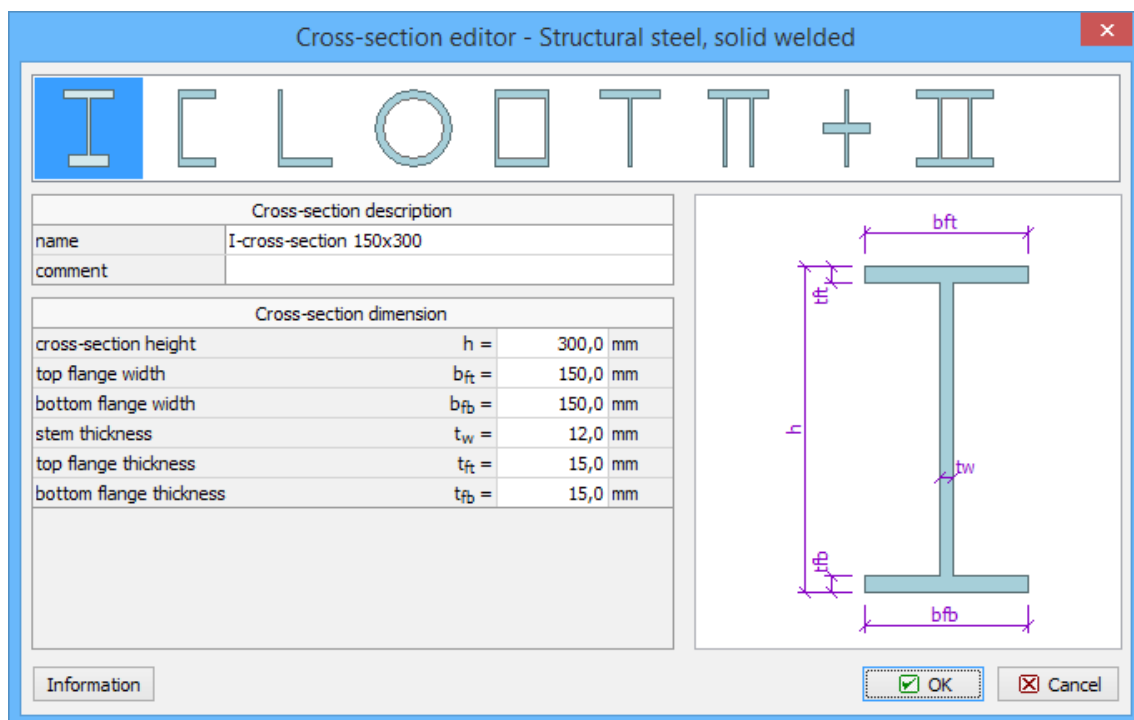 Cross-section editor - Structural steel, solid welded
Cross-section description
name I-cross-section 150x300
comment
Cross-section dimension
cross-section height h = 300,0 mm
top flange width bft = 150,0 mm
bottom flange width bfb = 150,0 mm
stem thickness tw = 12,0 mm
top flange thickness tft = 15,0 mm
bottom flange thickness tfb = 15,0 mm
bft
tft
h
tw
tfb
bfb
Information
OK
Cancel